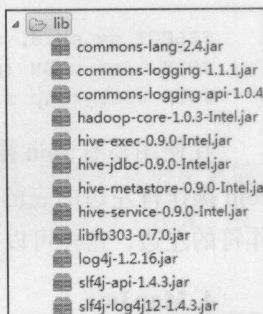 lib
commons-lang-2.4.jar
commons-logging-1.1.1.jar
commons-logging-api-1.0.4
hadoop-core-1.0.3-Intel.jar
hive-exec-0.9.0-Intel.jar
hive-jdbc-0.9.0-Intel.jar
hive-metastore-0.9.0-Intel.ja
hive-service-0.9.0-Intel.jar
libfb303-0.7.0.jar
log4j-1.2.16.jar
slf4j-api-1.4.3.jar
slf4j-log4j12-1.4.3.jar